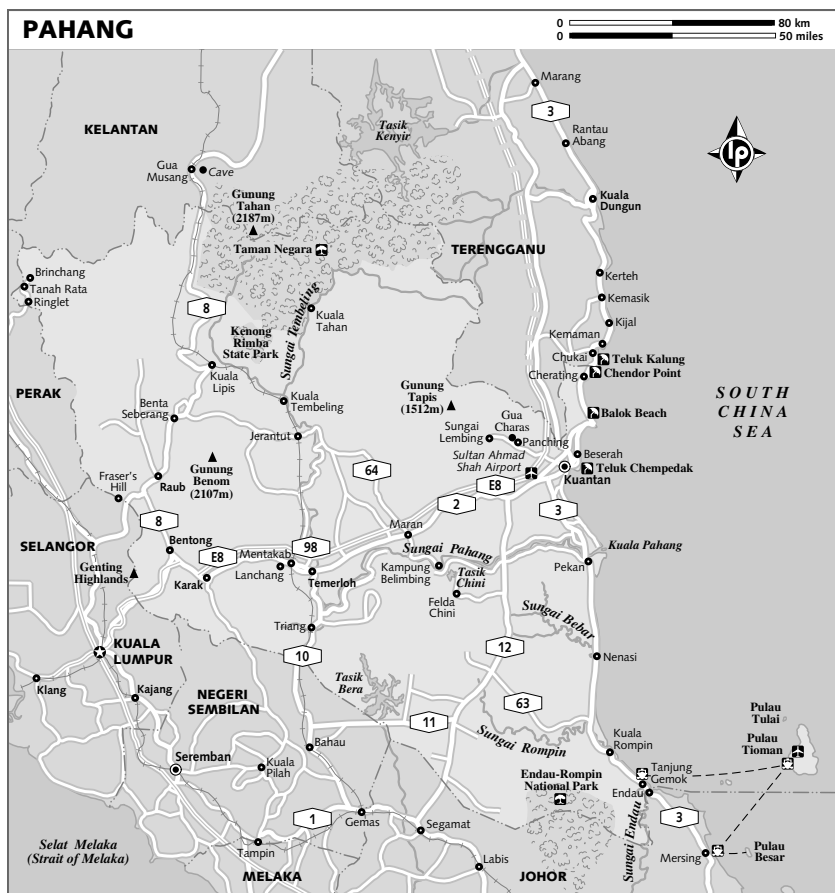 PAHANG
0 80 km
0 50 miles
Marang
3
KELANTAN
Tasik
Kenyir
Rantau
Abang
lp
Gua
Musang
Cave
Gunung
Tahan
(2187m)
Kuala
Dungun
Taman Negara
TERENGGANU
Brinchang
Tanah Rata
Ringlet
Kerteh
Kemasik
8
Sungai Tembeling
Kuala
Tahan
Kijal
Kenong
Rimba
State Park
Kemaman
Chukai
Teluk Kalung
Chendor Point
Cherating
Kuala
Lipis
PERAK
Gunung
Tapis
(1512m)
SOUTH
CHINA
SEA
Benta
Seberang
Kuala
Tembeling
Balok Beach
Gua
Charas
Sungai
Lembing
Panching
Jerantut
Beserah
Sultan Ahmad
Shah Airport
Gunung
Benom
(2107m)
64
Teluk Chempedak
Kuantan
Fraser's
Hill
Raub
E8
2
3
8
Maran
SELANGOR
Bentong
98
Sungai Pahang
Kuala Pahang
E8
Mentakab
Lanchang
Genting
Highlands
Karak
Temerloh
Kampung
Belimbing
Tasik
Chini
Pekan
Felda
Chini
Sungai Bebar
Triang
12
KUALA
LUMPUR
10
Nenasi
Klang
Kajang
NEGERI
SEMBILAN
Tasik
Bera
63
Pulau
Tulai
11
Sungai Rompin
Kuala
Rompin
Pulau
Tioman
Bahau
Seremban
Kuala
Pilah
Tanjung
Gemok
Endau-Rompin
National Park
Endau
Sungai Endau
1
Gemas
3
Segamat
Selat Melaka
(Strait of Melaka)
Tampin
Mersing
Pulau
Besar
Labis
MELAKA
JOHOR